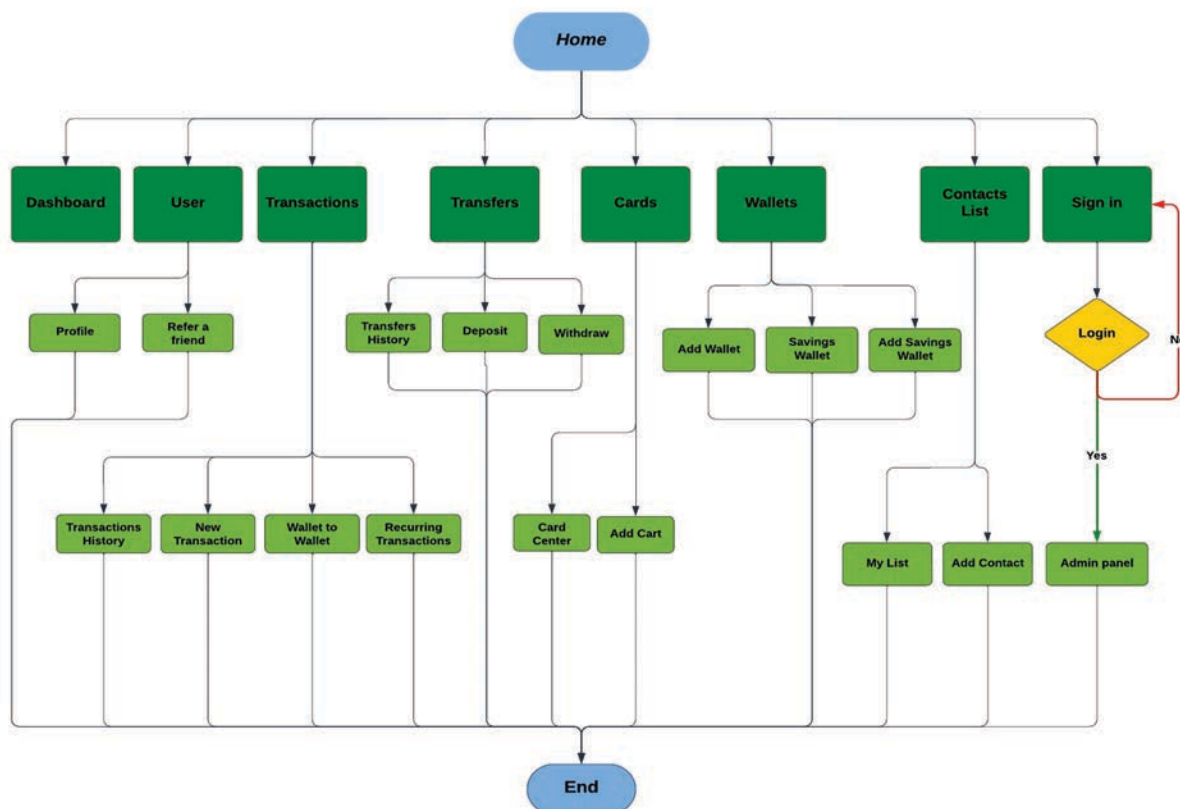 Home
Dashboard
User
Transactions
Transfers
Cards
Wallets
Contacts
List
Sign in
Profile
Refer a
friend
Transfers
History
Deposit
Withdraw
Add Wallet
Savings
Wallet
Add Savings
Wallet
Login
Yes
Transactions
History
New
Transaction
Wallet to
Wallet
Recurring
Transactions
Card
Center
Add Cart
My List
Add Contact
Admin panel
End